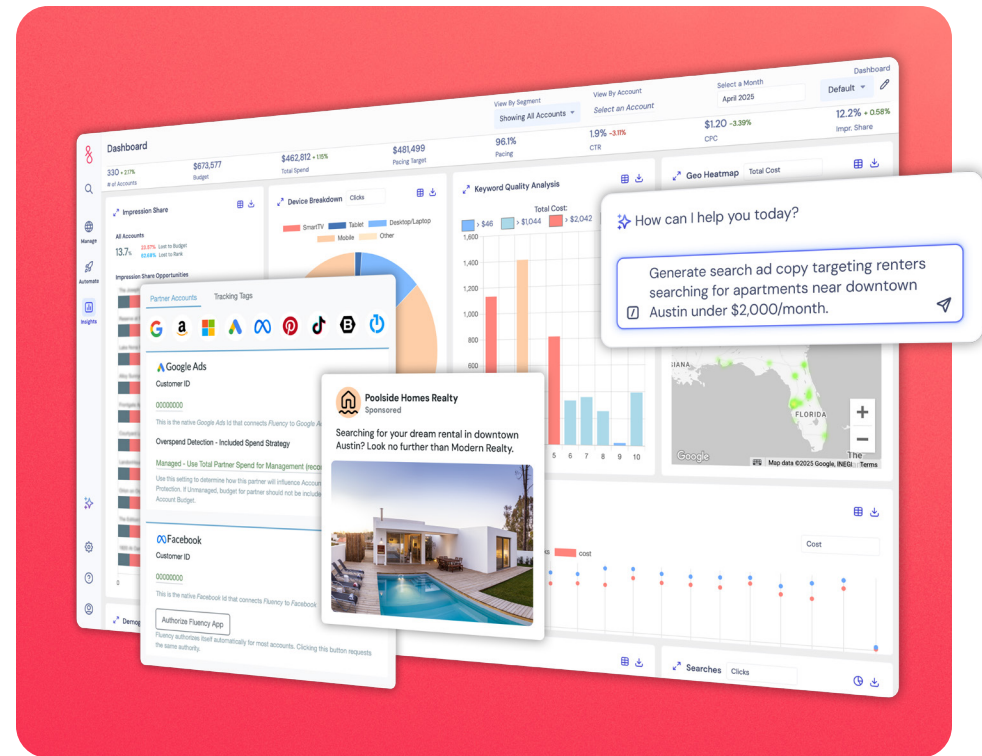 Dashboard
View By Segment
Showing All Accounts
View By Account
Select an Account
Select a Month
April 2025
Dashboard
Default
330 + 2.17%
# of Accounts
$673,577
Budget
$462,812 + 1.15%
Total Spend
$481,499
Pacing Target
96.1%
Pacing
1.9% -3.11%
CTR
$1.20 -3.39%
CPC
12.2% + 0.58%
Impr. Share
Manage
Automate
Insights
Impression Share
All Accounts
13.7%
Lost to Budget
Lost to Rank
Impression Share Opportunities
0
Device Breakdown
Clicks
SmartTV
Tablet
Desktop/Laptop
Mobile
Other
Keyword Quality Analysis
Total Cost:
> $46
> $1,044
> $2,042
1,600
1,400
1,200
1,000
800
600
5 6 7 8 9 10
Geo Heatmap
Total Cost
How can I help you today?
Generate search ad copy targeting renters
searching for apartments near downtown
Austin under $2,000/month.
IANA
FLORIDA
The
Google
Map data ©2025 Google, INEGI
Terms
Partner Accounts
Tracking Tags
Google Ads
Customer ID
00000000
This is the native Google Ads Id that connects Fluency to Google
Overspend Detection - Included Spend Strategy
Managed - Use Total Partner Spend for Management
Use this setting to determine how this partner will influence
Protection. If Unmanaged, budget for partner should not be
Account Budget.
Facebook
Customer ID
00000000
This is the native Facebook Id that connects Fluency to Facebook
Authorize Fluency App
Fluency authorizes itself automatically for most accounts. Clicking this button requests
the same authority.
Poolside Homes Realty
Sponsored
Searching for your dream rental in downtown
Austin? Look no further than Modern Realty.
cost
Cost
Searches
Clicks